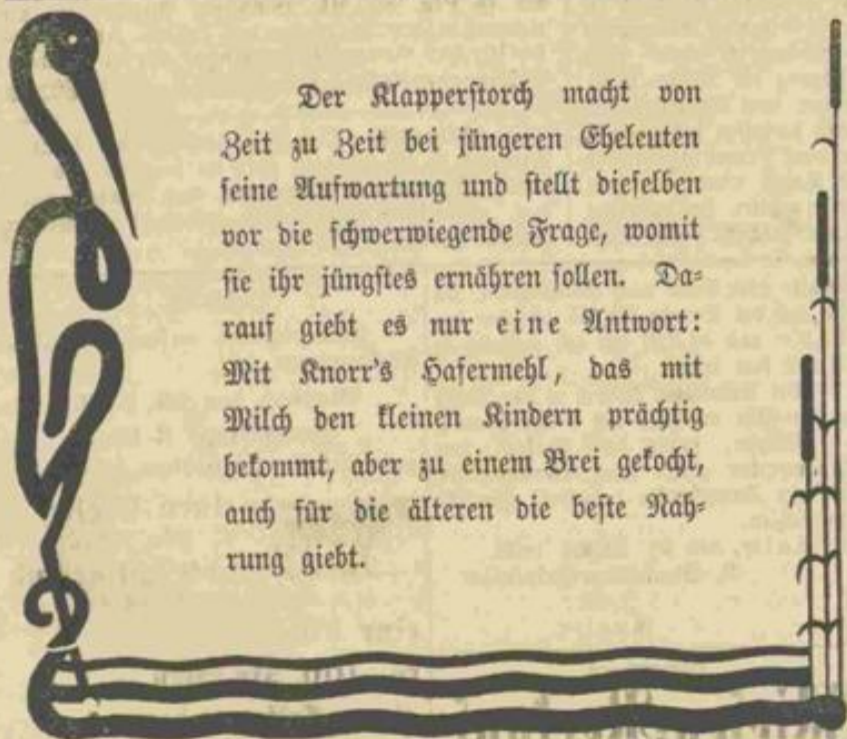 Der Klapperstorch macht von
Zeit zu Zeit bei jüngeren Eheleuten
seine Aufwartung und stellt dieselben
vor die schwerwiegende Frage, womit
sie ihr jüngstes ernähren sollen. Da-
rauf giebt es nur eine Antwort:
Mit Knorr's Hafermehl, das mit
Milch den kleinen Kindern prächtig
bekommt, aber zu einem Brei gekocht,
auch für die älteren die beste Nah-
rung giebt.